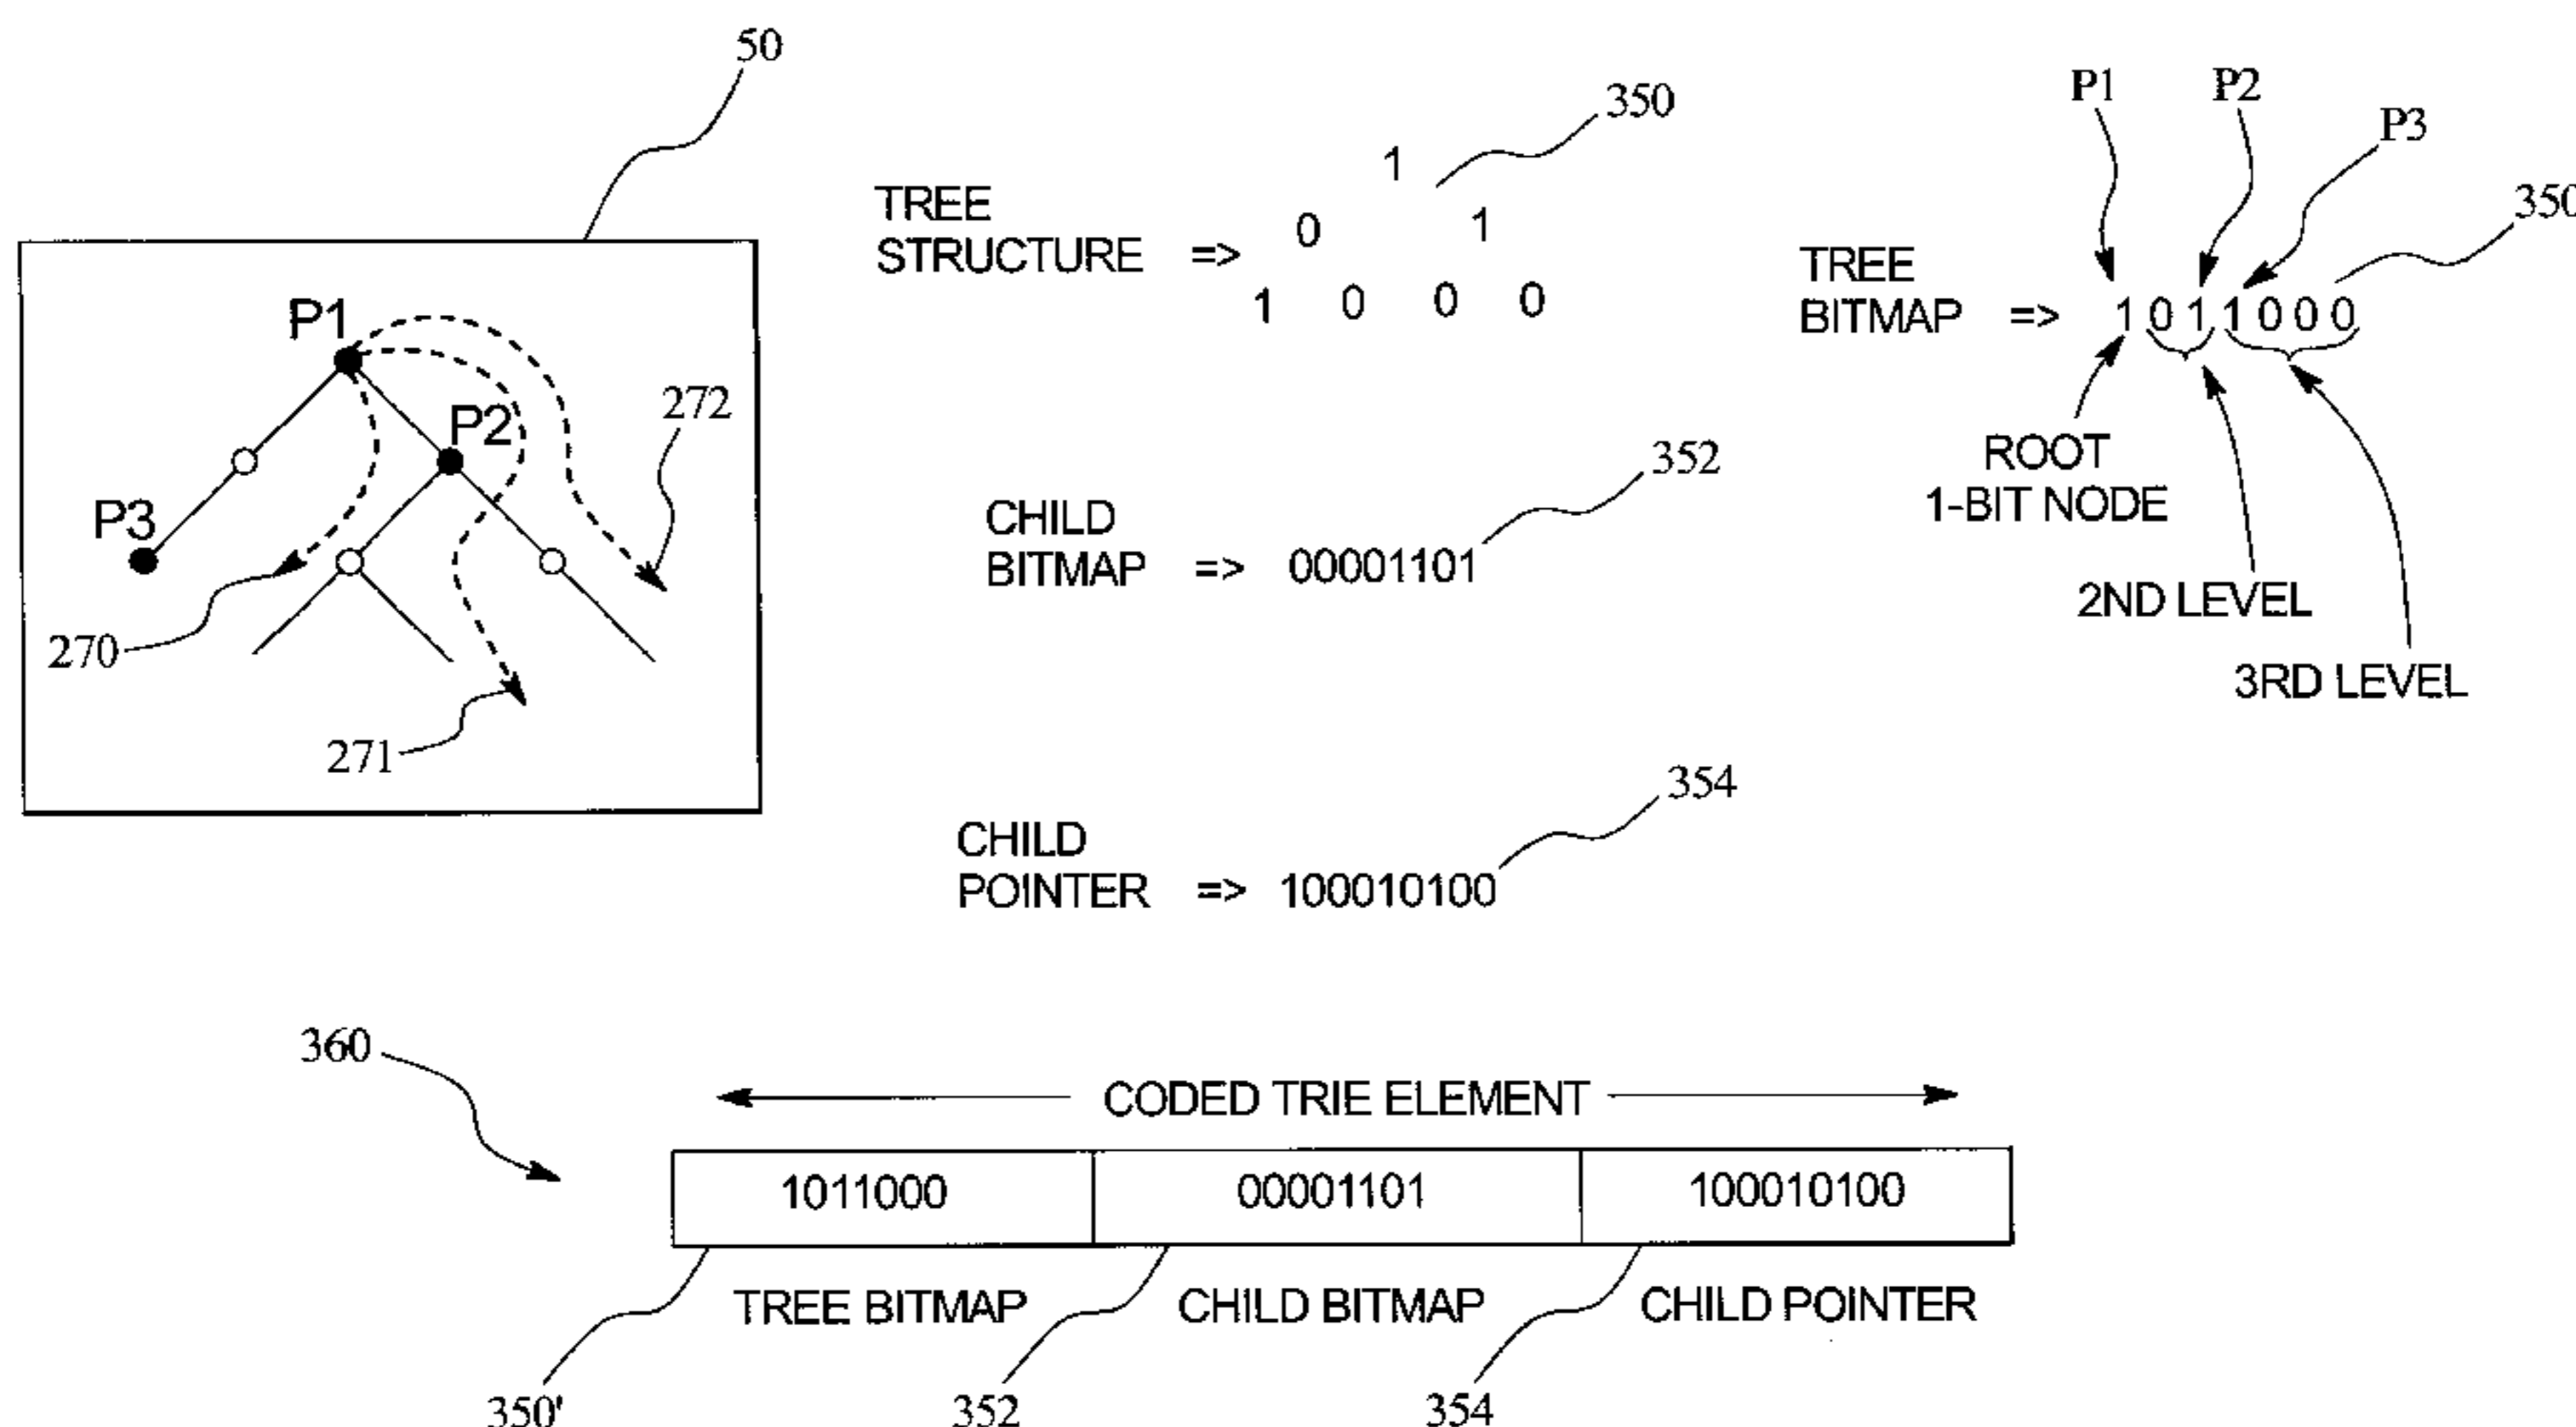 50
P1
P2
P3
270
271
272
TREE
STRUCTURE =>
1
0 1
1 0 0 0
350
CHILD
BITMAP => 00001101
352
CHILD
POINTER => 100010100
354
P1
P2
P3
350
TREE
BITMAP => 1 0 1 1 0 0 0
ROOT
1-BIT NODE
2ND LEVEL
3RD LEVEL
360
CODED TRIE ELEMENT
1011000 00001101 100010100
TREE BITMAP CHILD BITMAP CHILD POINTER
350' 352 354